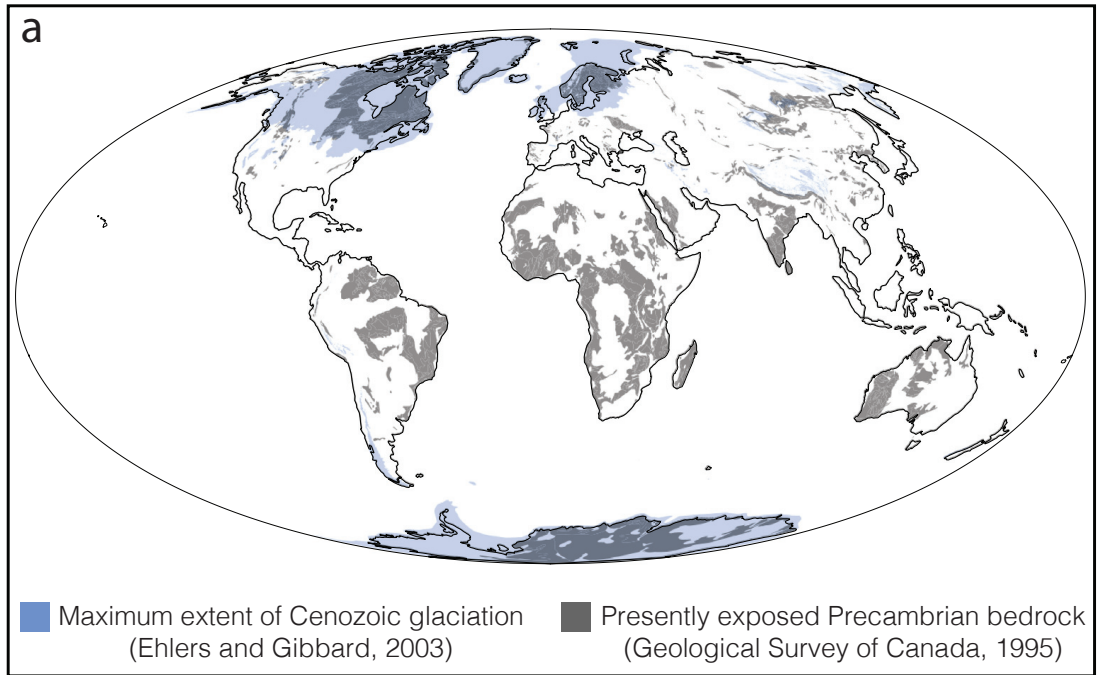 a
Maximum extent of Cenozoic glaciation
(Ehlers and Gibbard, 2003)
Presently exposed Precambrian bedrock
(Geological Survey of Canada, 1995)